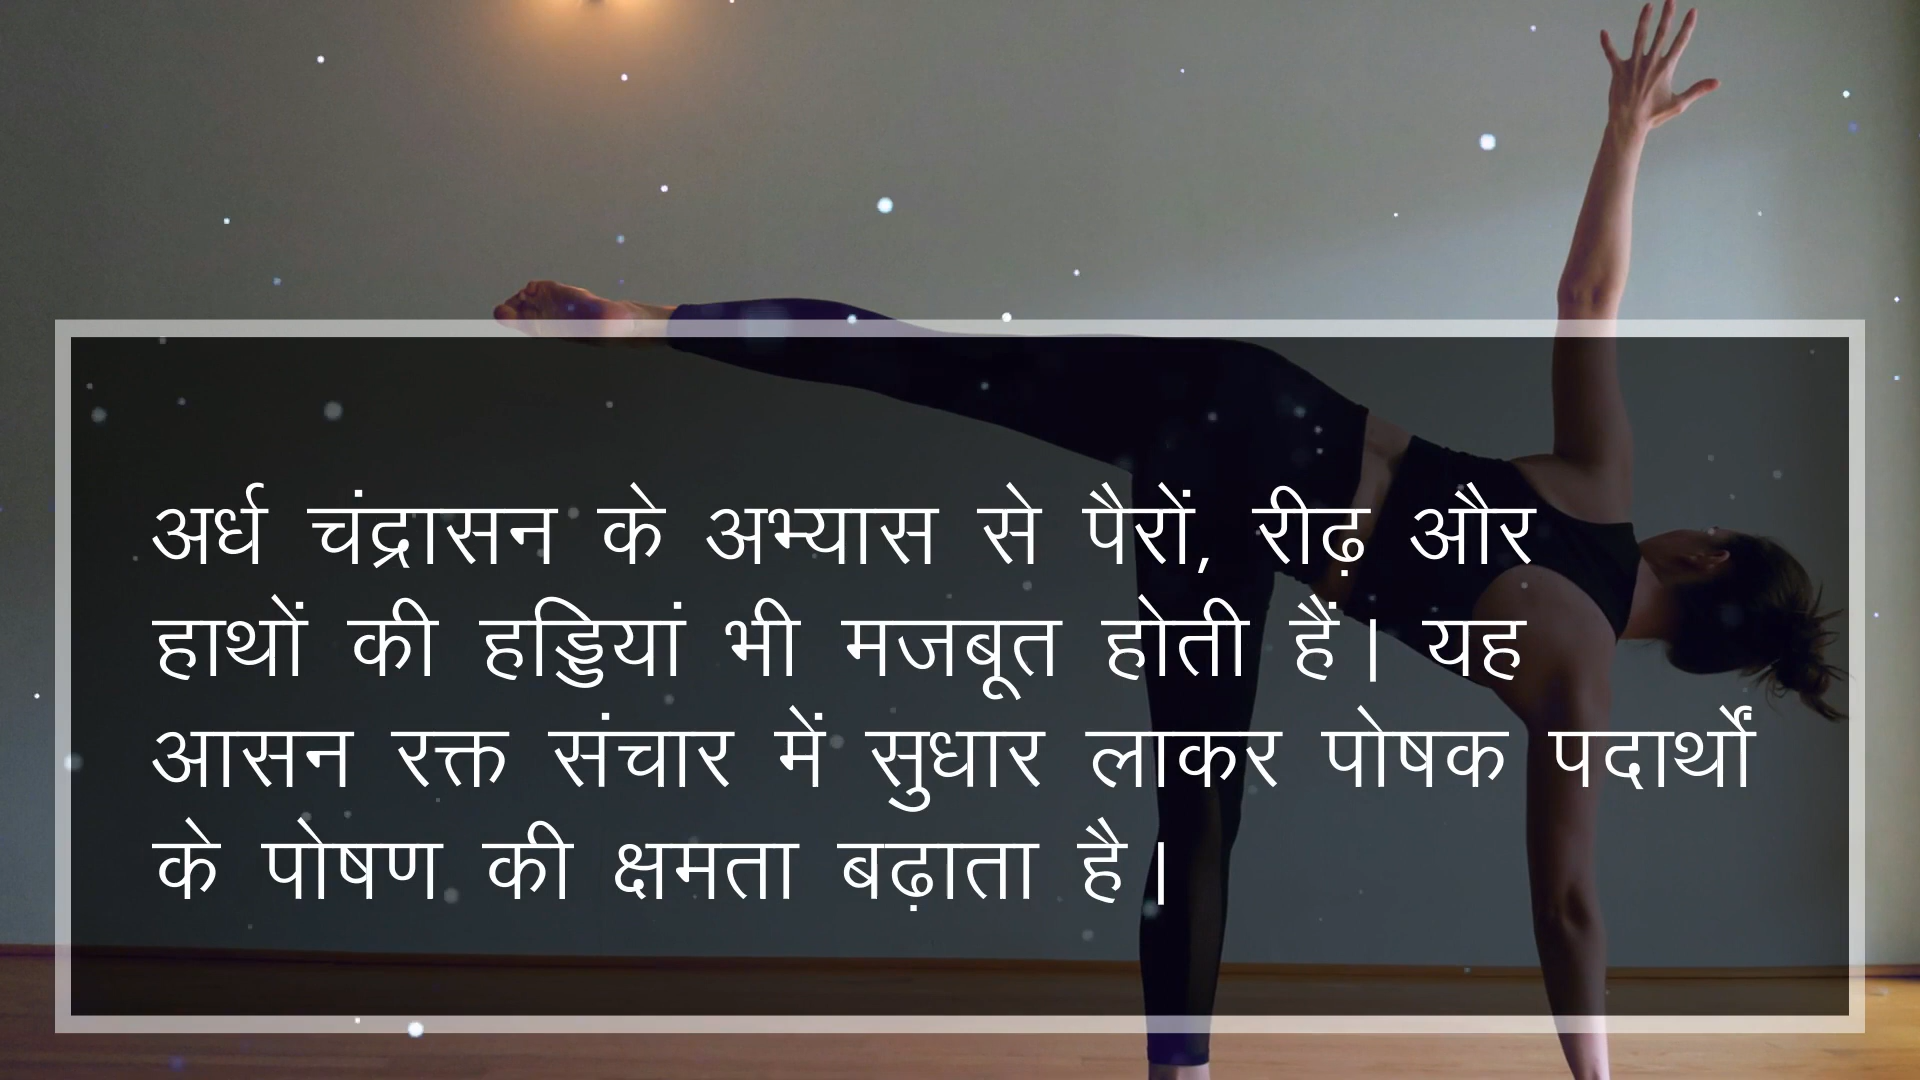 अर्ध चंद्रासन के अभ्यास से पैरों, रीढ़ और
हाथों की हड्डियां भी मजबूत होती हैं। यह
आसन रक्त संचार में सुधार लाकर पोषक पदार्थों
के पोषण की क्षमता बढ़ाता है।